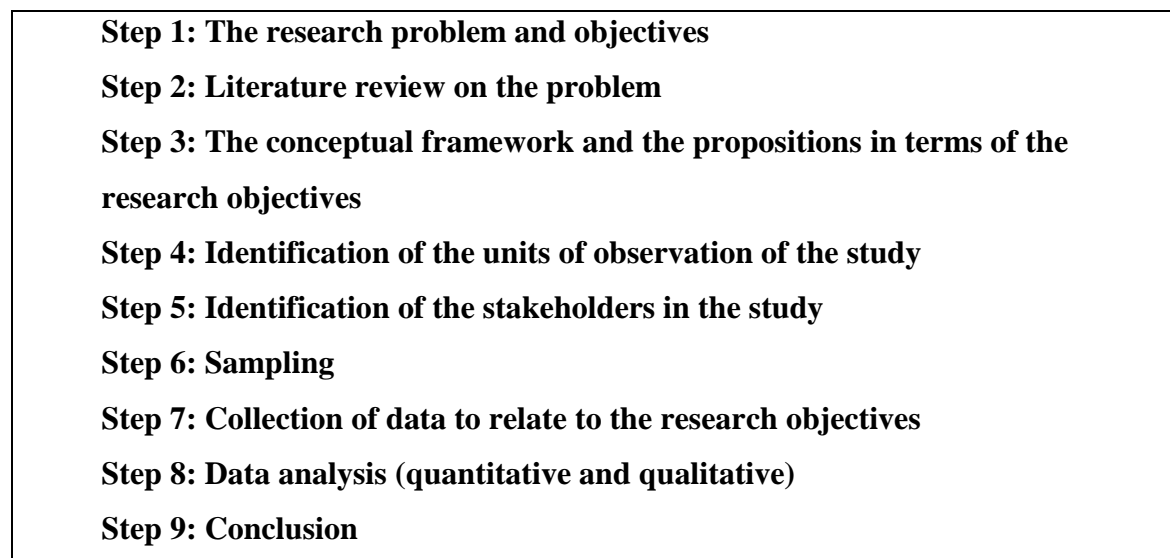 Step 1: The research problem and objectives
Step 2: Literature review on the problem
Step 3: The conceptual framework and the propositions in terms of the
research objectives
Step 4: Identification of the units of observation of the study
Step 5: Identification of the stakeholders in the study
Step 6: Sampling
Step 7: Collection of data to relate to the research objectives
Step 8: Data analysis (quantitative and qualitative)
Step 9: Conclusion